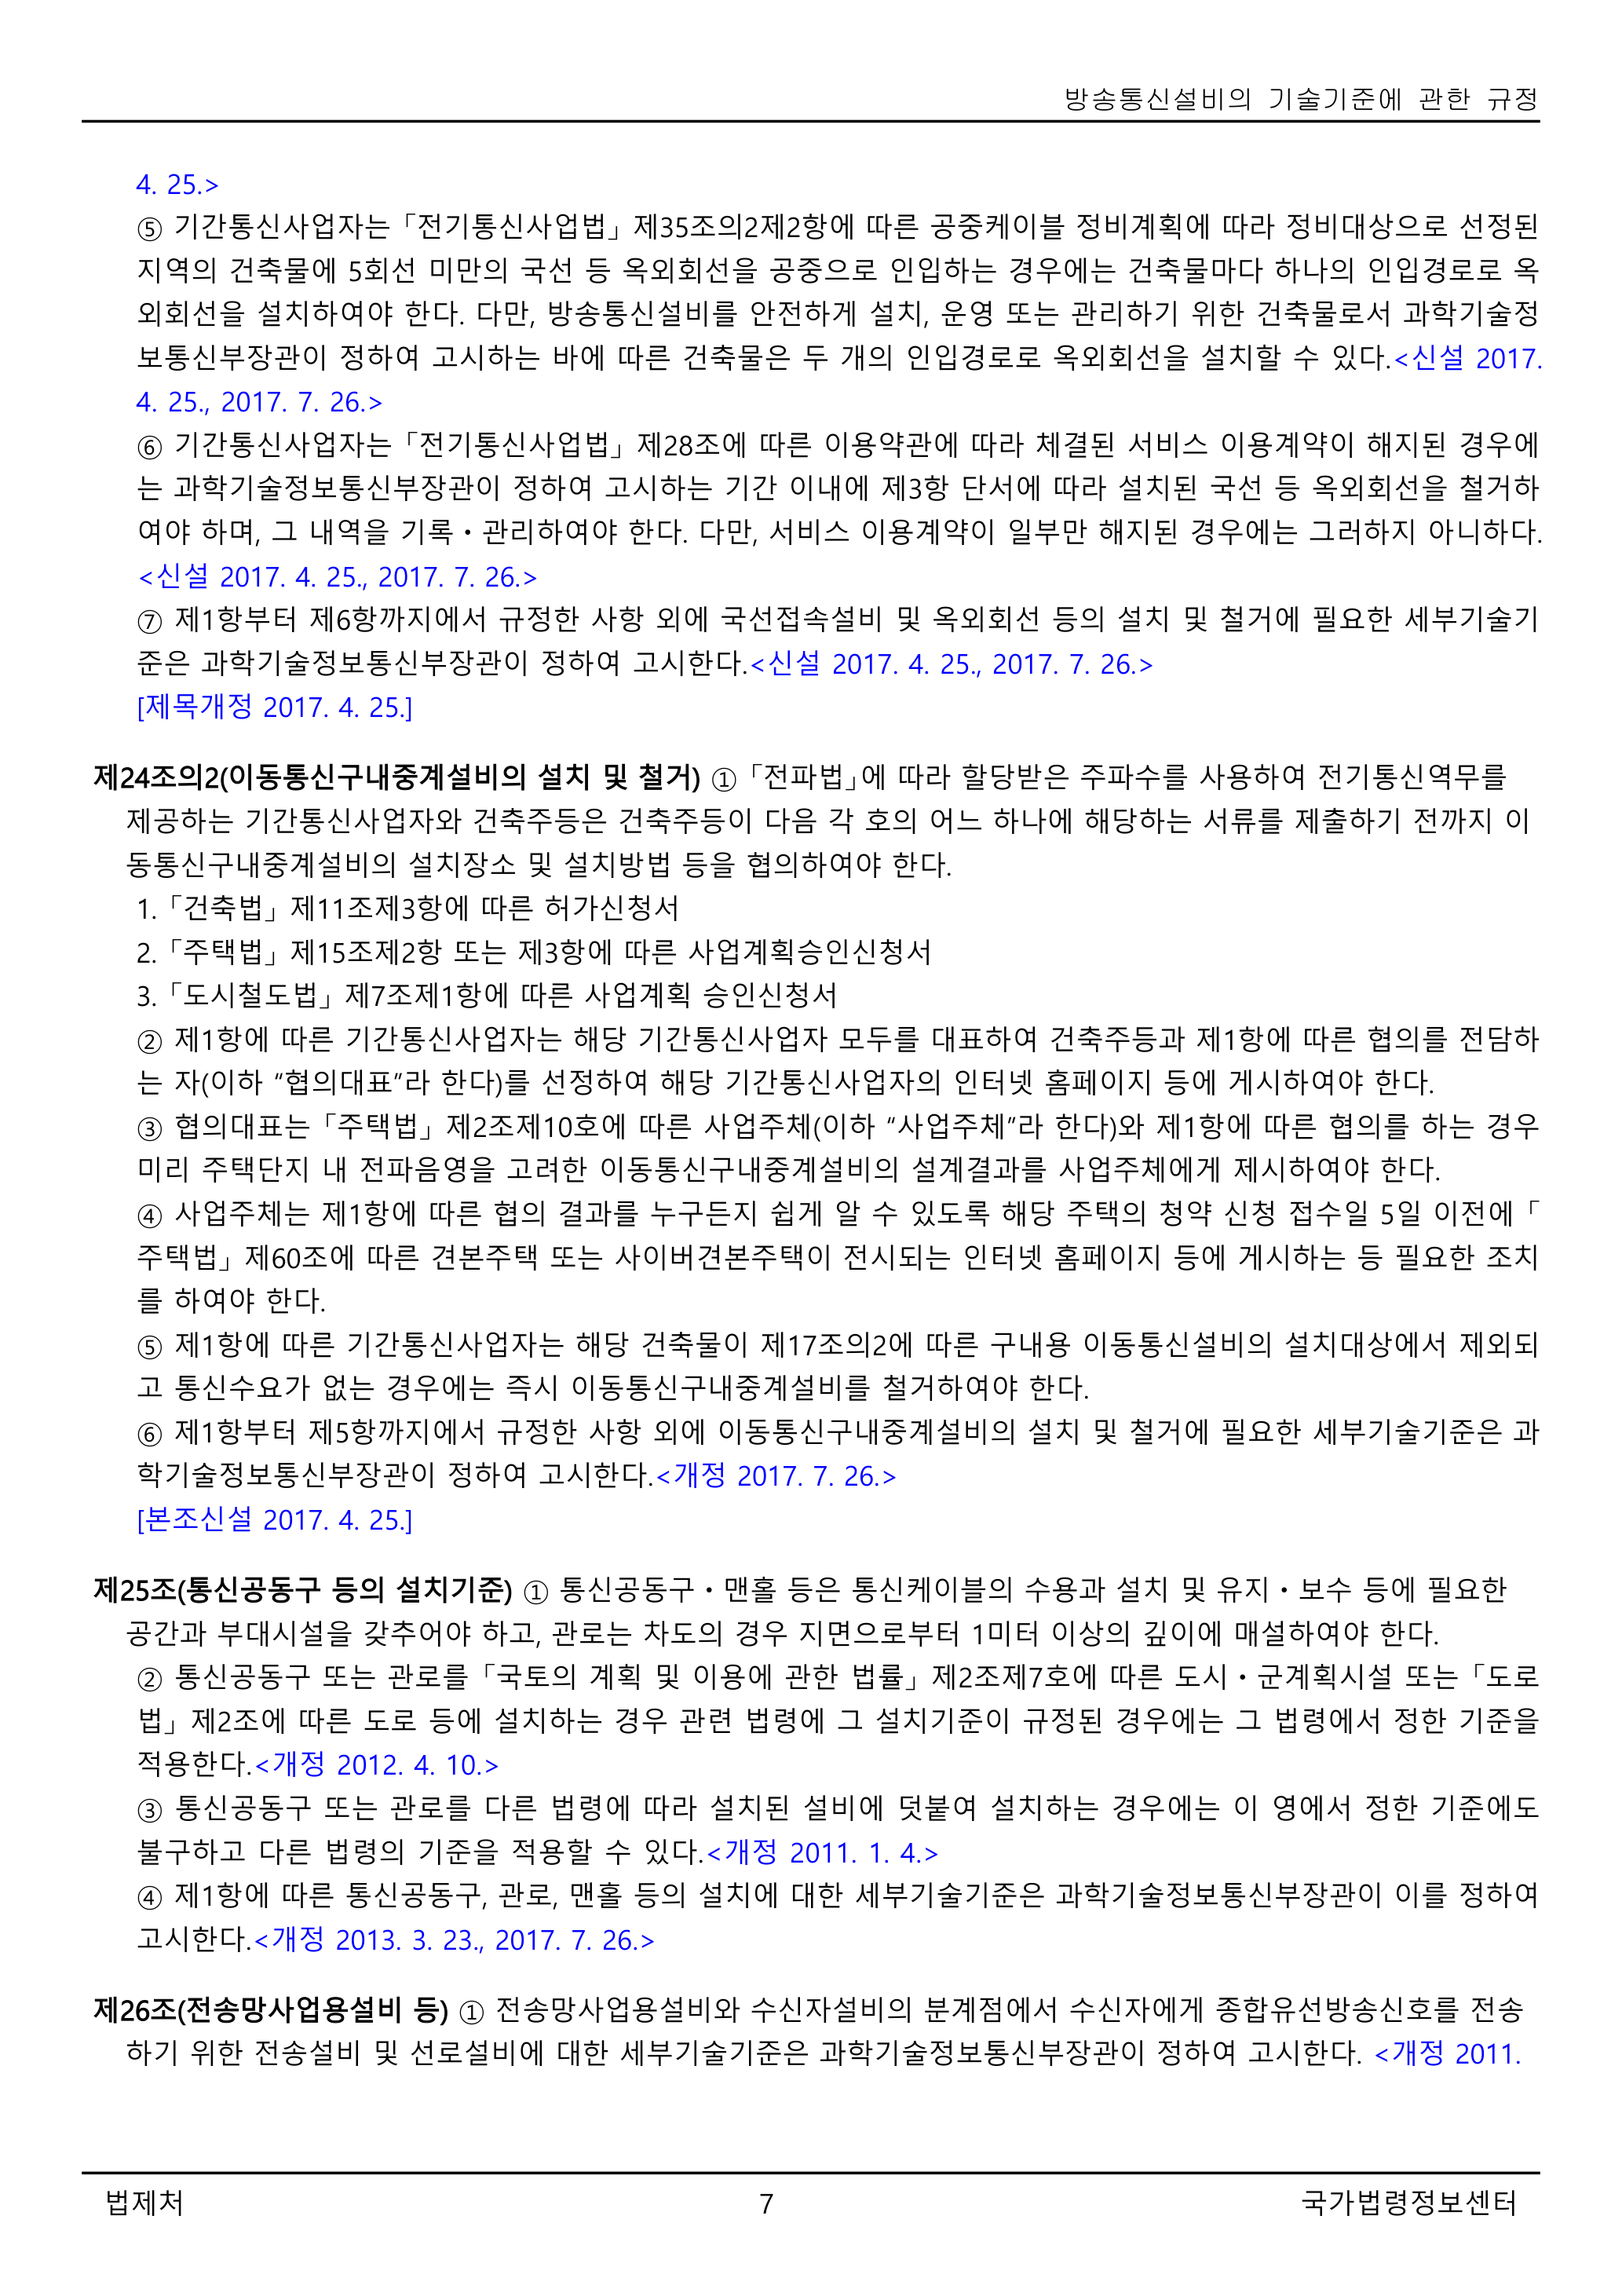 방송통신설비의 기술기준에 관한 규정
4. 25.>
⑤ 기간통신사업자는「전기통신사업법」제35조의2제2항에 따른 공중케이블 정비계획에 따라 정비대상으로 선정된
지역의 건축물에 5회선 미만의 국선 등 옥외회선을 공중으로 인입하는 경우에는 건축물마다 하나의 인입경로로 옥
외회선을 설치하여야 한다. 다만, 방송통신설비를 안전하게 설치, 운영 또는 관리하기 위한 건축물로서 과학기술정
보통신부장관이 정하여 고시하는 바에 따른 건축물은 두 개의 인입경로로 옥외회선을 설치할 수 있다.<신설 2017.
4. 25., 2017. 7. 26.>
⑥ 기간통신사업자는「전기통신사업법」제28조에 따른 이용약관에 따라 체결된 서비스 이용계약이 해지된 경우에
는 과학기술정보통신부장관이 정하여 고시하는 기간 이내에 제3항 단서에 따라 설치된 국선 등 옥외회선을 철거하
여야 하며, 그 내역을 기록ㆍ관리하여야 한다. 다만, 서비스 이용계약이 일부만 해지된 경우에는 그러하지 아니하다.
<신설 2017. 4. 25., 2017. 7. 26.>
⑦ 제1항부터 제6항까지에서 규정한 사항 외에 국선접속설비 및 옥외회선 등의 설치 및 철거에 필요한 세부기술기
준은 과학기술정보통신부장관이 정하여 고시한다.<신설 2017. 4. 25., 2017. 7. 26.>
[제목개정 2017. 4. 25.]
제24조의2(이동통신구내중계설비의 설치 및 철거) ①「전파법」에 따라 할당받은 주파수를 사용하여 전기통신역무를
제공하는 기간통신사업자와 건축주등은 건축주등이 다음 각 호의 어느 하나에 해당하는 서류를 제출하기 전까지 이
동통신구내중계설비의 설치장소 및 설치방법 등을 협의하여야 한다.
1.「건축법」제11조제3항에 따른 허가신청서
2.「주택법」제15조제2항 또는 제3항에 따른 사업계획승인신청서
3.「도시철도법」제7조제1항에 따른 사업계획 승인신청서
② 제1항에 따른 기간통신사업자는 해당 기간통신사업자 모두를 대표하여 건축주등과 제1항에 따른 협의를 전담하
는 자(이하 “협의대표”라 한다)를 선정하여 해당 기간통신사업자의 인터넷 홈페이지 등에 게시하여야 한다.
③ 협의대표는「주택법」제2조제10호에 따른 사업주체(이하 “사업주체”라 한다)와 제1항에 따른 협의를 하는 경우
미리 주택단지 내 전파음영을 고려한 이동통신구내중계설비의 설계결과를 사업주체에게 제시하여야 한다.
④ 사업주체는 제1항에 따른 협의 결과를 누구든지 쉽게 알 수 있도록 해당 주택의 청약 신청 접수일 5일 이전에「
주택법」제60조에 따른 견본주택 또는 사이버견본주택이 전시되는 인터넷 홈페이지 등에 게시하는 등 필요한 조치
를 하여야 한다.
⑤ 제1항에 따른 기간통신사업자는 해당 건축물이 제17조의2에 따른 구내용 이동통신설비의 설치대상에서 제외되
고 통신수요가 없는 경우에는 즉시 이동통신구내중계설비를 철거하여야 한다.
⑥ 제1항부터 제5항까지에서 규정한 사항 외에 이동통신구내중계설비의 설치 및 철거에 필요한 세부기술기준은 과
학기술정보통신부장관이 정하여 고시한다.<개정 2017. 7. 26.>
[본조신설 2017. 4. 25.]
제25조(통신공동구 등의 설치기준) ① 통신공동구ㆍ맨홀 등은 통신케이블의 수용과 설치 및 유지ㆍ보수 등에 필요한
공간과 부대시설을 갖추어야 하고, 관로는 차도의 경우 지면으로부터 1미터 이상의 깊이에 매설하여야 한다.
② 통신공동구 또는 관로를「국토의 계획 및 이용에 관한 법률」제2조제7호에 따른 도시ㆍ군계획시설 또는「도로
법」제2조에 따른 도로 등에 설치하는 경우 관련 법령에 그 설치기준이 규정된 경우에는 그 법령에서 정한 기준을
적용한다.<개정 2012. 4. 10.>
③ 통신공동구 또는 관로를 다른 법령에 따라 설치된 설비에 덧붙여 설치하는 경우에는 이 영에서 정한 기준에도
불구하고 다른 법령의 기준을 적용할 수 있다.<개정 2011. 1. 4.>
④ 제1항에 따른 통신공동구, 관로, 맨홀 등의 설치에 대한 세부기술기준은 과학기술정보통신부장관이 이를 정하여
고시한다.<개정 2013. 3. 23., 2017. 7. 26.>
제26조(전송망사업용설비 등) ① 전송망사업용설비와 수신자설비의 분계점에서 수신자에게 종합유선방송신호를 전송
하기 위한 전송설비 및 선로설비에 대한 세부기술기준은 과학기술정보통신부장관이 정하여 고시한다. <개정 2011.
법제처
7
국가법령정보센터